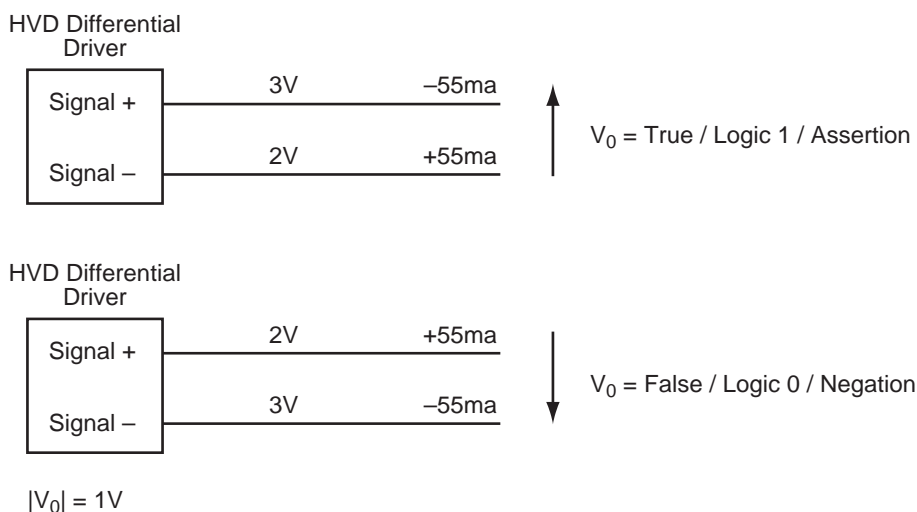 HVD Differential
Driver
Signal +
3V
–55ma
Signal –
2V
+55ma
V0 = True / Logic 1 / Assertion
HVD Differential
Driver
Signal +
2V
+55ma
Signal –
3V
–55ma
V0 = False / Logic 0 / Negation
|V0| = 1V